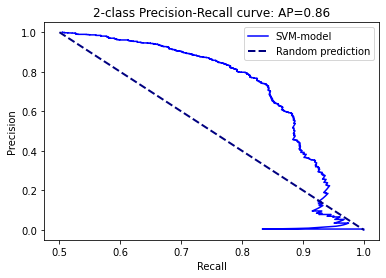 2-class Precision-Recall curve: AP=0.86
SVM-model
Random prediction
Precision
1.0
0.8
0.6
0.4
0.2
0.0
0.5 0.6 0.7 0.8 0.9 1.0
Recall